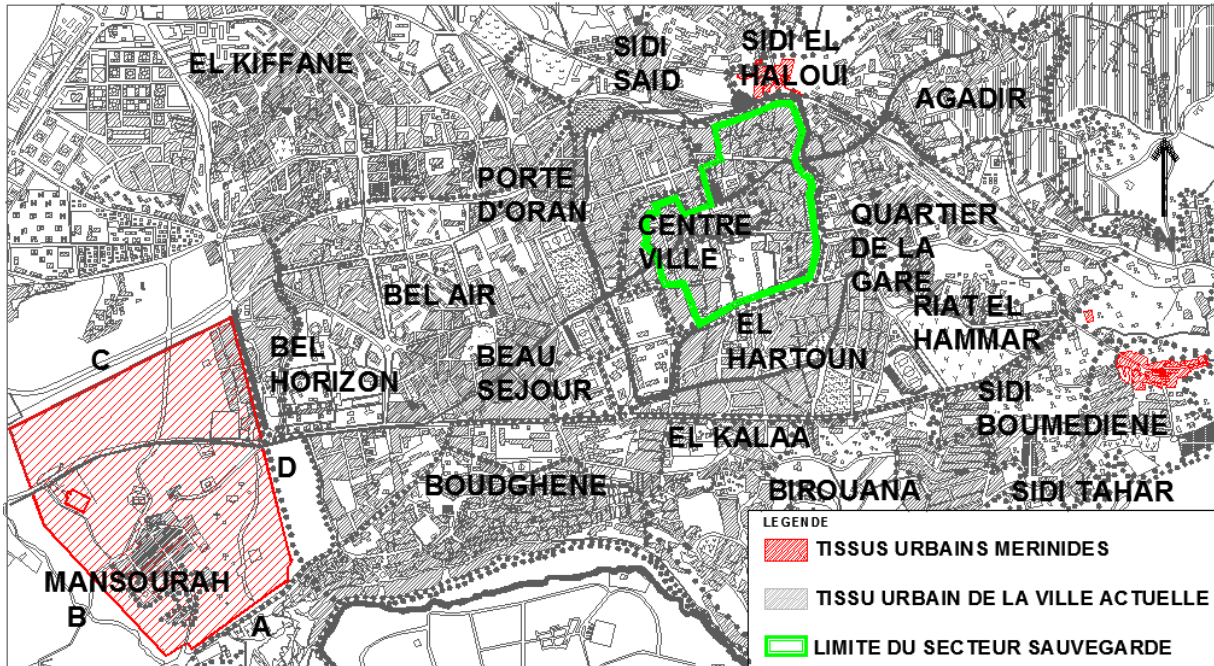 EL KIFFANE
SIDI
SAID
SIDI EL
HALOUI
AGADIR
PORTE
D'ORAN
CENTRE
VILLE
QUARTIER
DE LA
GARE
N
BEL AIR
RIAT EL
HAMMAR
C
BEL
HORIZON
BEAU
SEJOUR
EL
HARTOUN
SIDI
BOUMEDIENE
EL KALAA
D
BOUDGHENE
BIROUANA
SIDI TAHAR
MANSOURAH
B
A
LEGENDE
TISSUS URBAINS MERINIDES
TISSU URBAIN DE LA VILLE ACTUELLE
LIMITE DU SECTEUR SAUVEGARDE